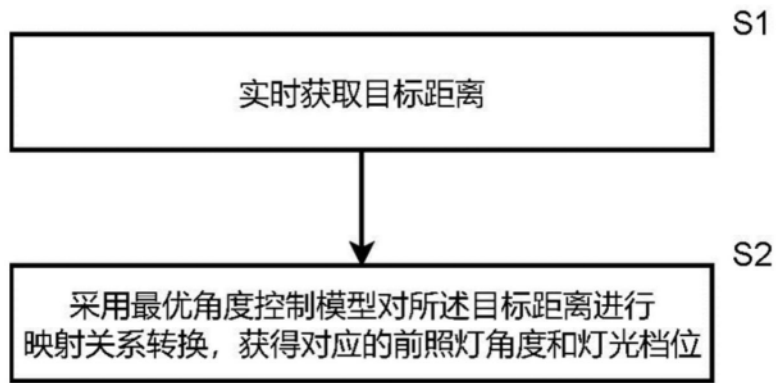 S1
实时获取目标距离
S2
采用最优角度控制模型对所述目标距离进行
映射关系转换，获得对应的前照灯角度和灯光档位